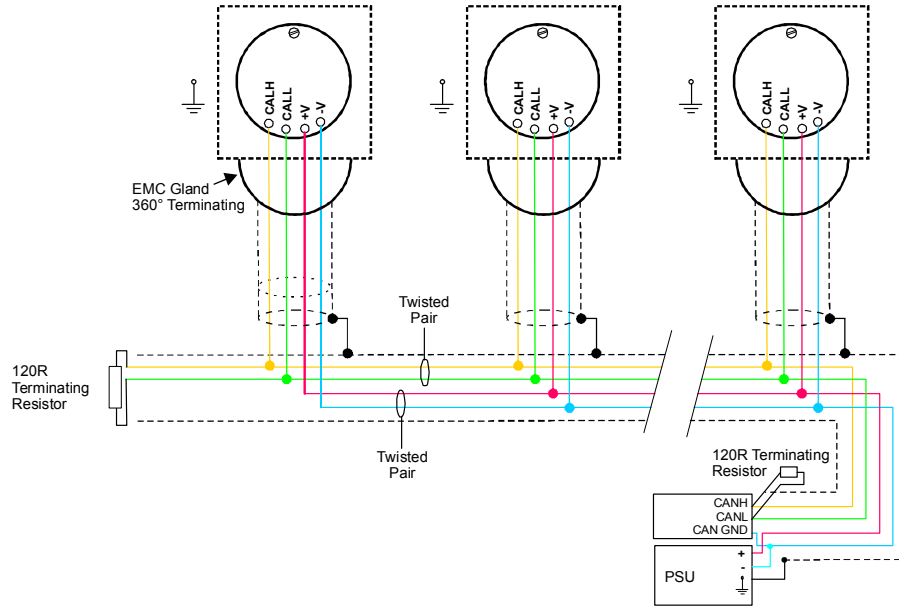 CALH
CALL
+V
-V
CALH
CALL
+V
-V
CALH
CALL
+V
-V
EMC Gland
360° Terminating
Twisted
Pair
120R
Terminating
Resistor
Twisted
Pair
120R Terminating
Resistor
CANH
CANL
CAN GND
PSU
+
-